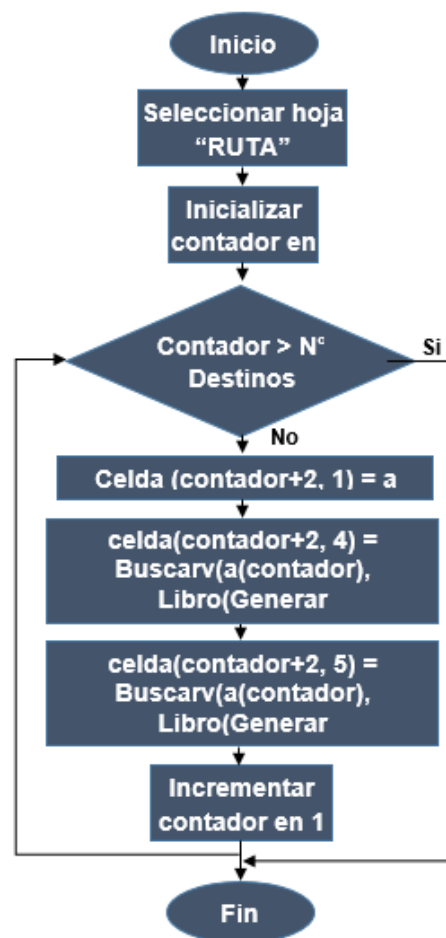 Inicio
Seleccionar hoja
“RUTA”
Inicializar
contador en
Contador > N°
Destinos
Si
No
Celda (contador+2, 1) = a
celda(contador+2, 4) =
Buscarv(a(contador),
Libro(Generar
celda(contador+2, 5) =
Buscarv(a(contador),
Libro(Generar
Incrementar
contador en 1
Fin